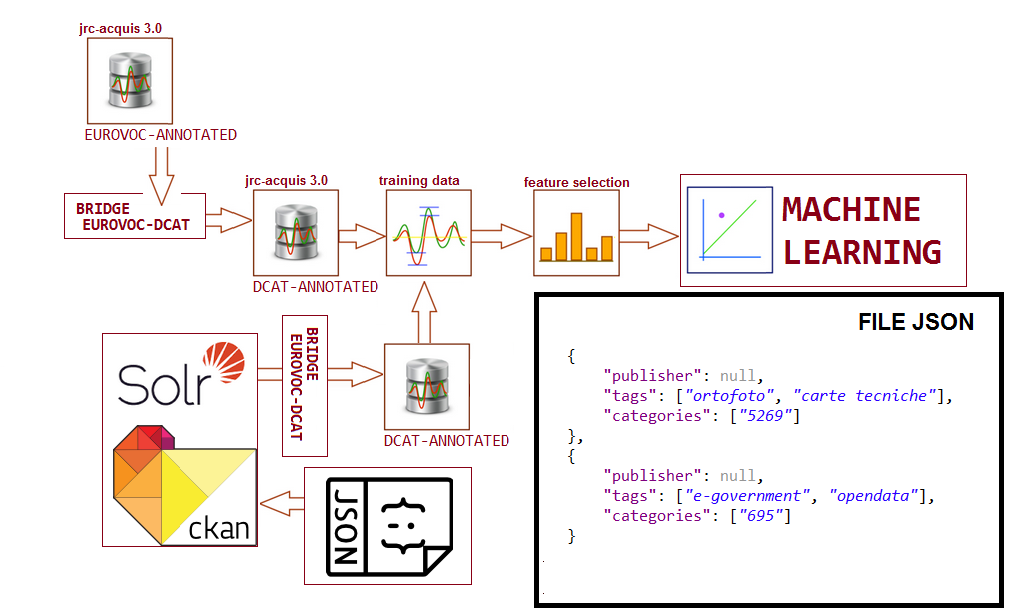 jrc-acquis 3.0
EUROVOC-ANNOTATED
BRIDGE
EUROVOC-DCAT
jrc-acquis 3.0
DCAT-ANNOTATED
training data
feature selection
MACHINE
LEARNING
Solr
ckan
BRIDGE
EUROVOC-DCAT
DCAT-ANNOTATED
JSON
{-:-}
FILE JSON
{
"publisher": null,
"tags": ["ortofoto", "carte tecniche"],
"categories": ["5269"]
},
{
"publisher": null,
"tags": ["e-government", "opendata"],
"categories": ["695"]
}
.
.